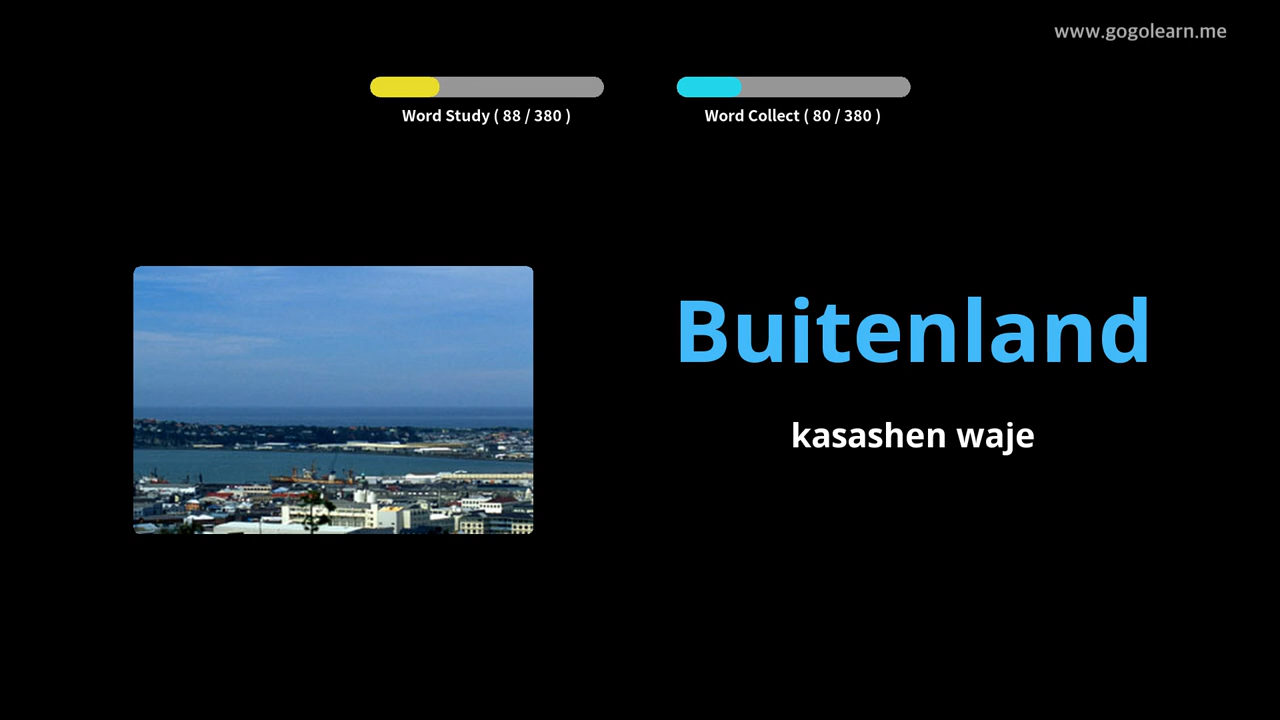 www.gogolearn.me
Word Study ( 88 / 380 )
Word Collect ( 80 / 380 )
Buitenland
kasashen waje